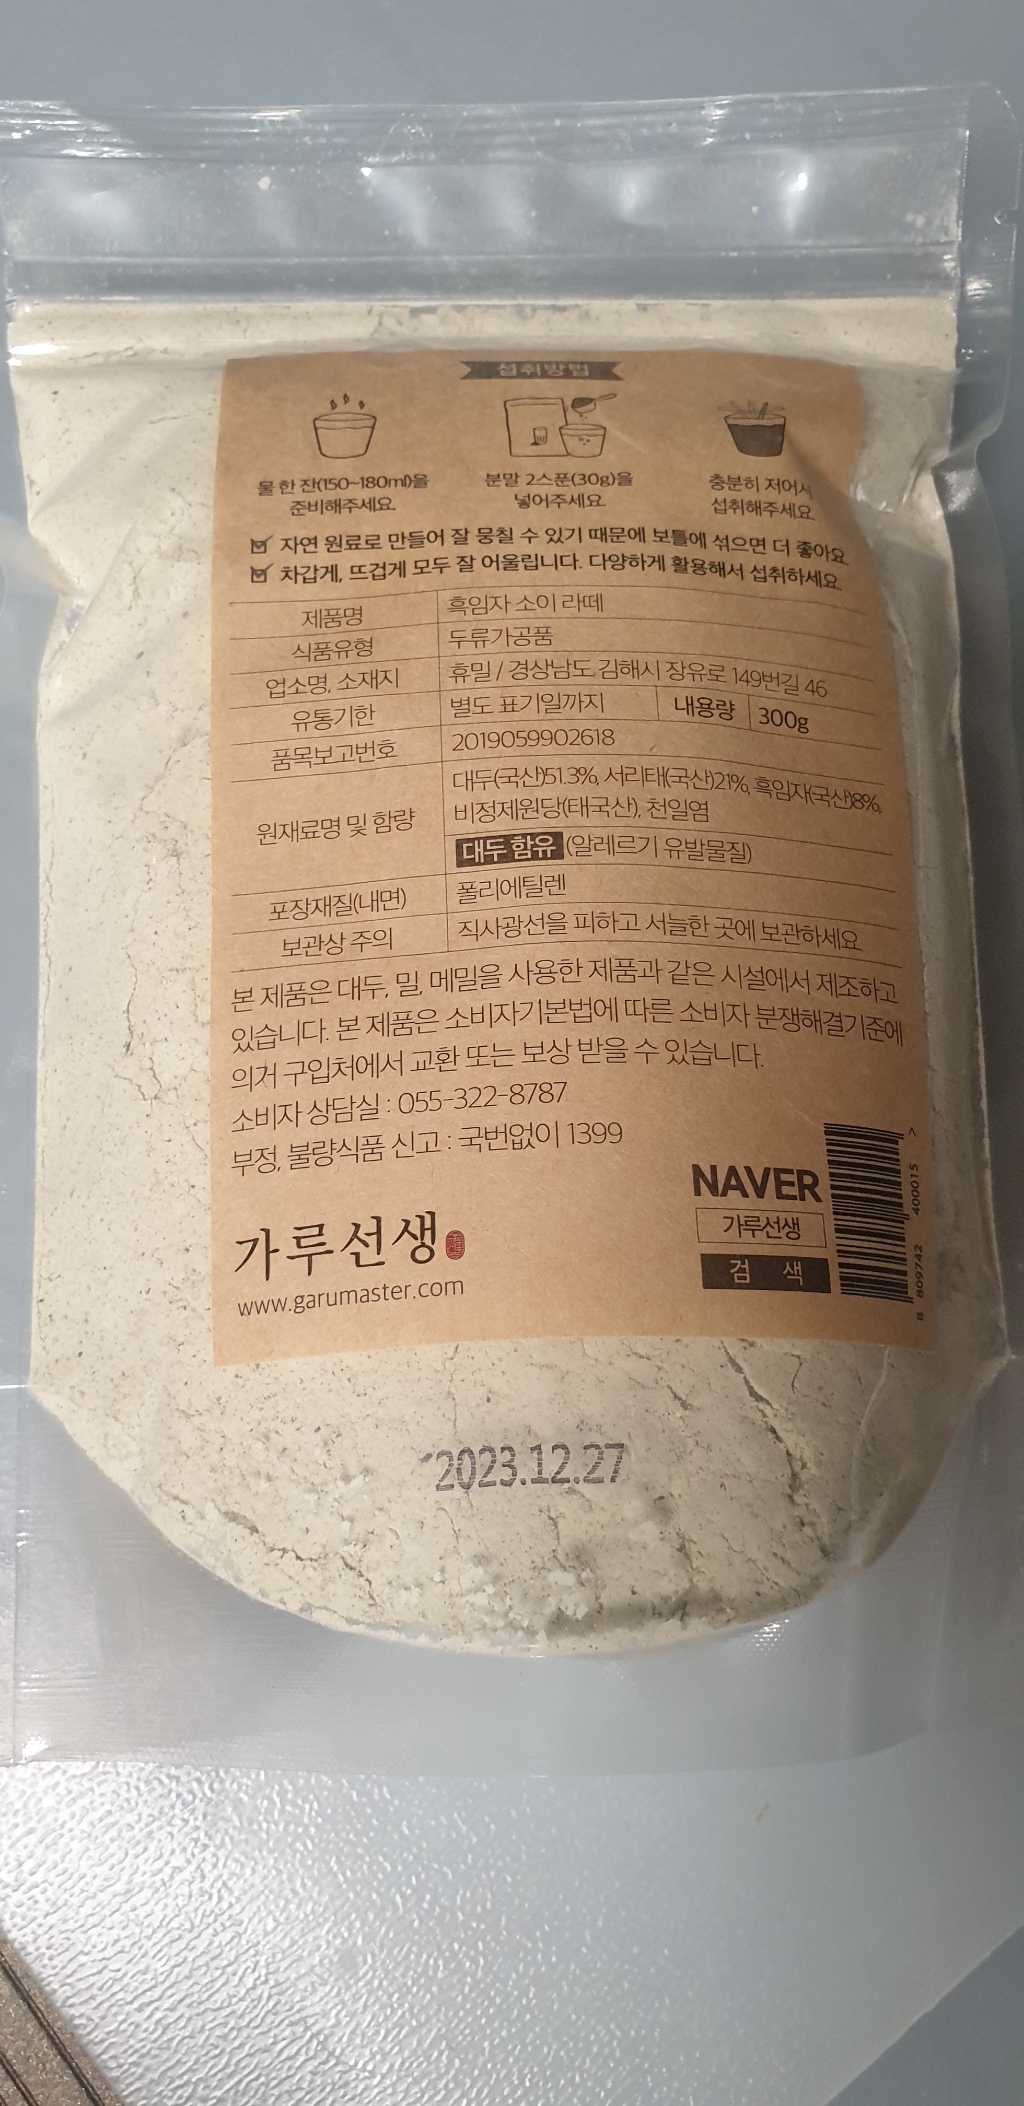 섭취방법
물 한 잔(150~180ml)을
준비해주세요.
분말 2스푼(30g)을
넣어주세요.
충분히 저어서
섭취해주세요.
자연 원료로 만들어 잘 뭉칠 수 있기 때문에 보틀에 섞으면 더 좋아요.
차갑게, 뜨겁게 모두 잘 어울립니다. 다양하게 활용해서 섭취하세요.
제품명 흑임자 소이 라떼
식품유형 두류가공품
업소명, 소재지 휴밀 / 경상남도 김해시 장유로 149번길 46
유통기한 별도 표기일까지 내용량 300g
품목보고번호 2019059902618
원재료명 및 함량 대두(국산)51.3%, 서리태(국산)21%, 흑임자(국산)8%,
비정제원당(태국산), 천일염
대두 함유 (알레르기 유발물질)
포장재질(내면) 폴리에틸렌
보관상 주의 직사광선을 피하고 서늘한 곳에 보관하세요.
본 제품은 대두, 밀, 메밀을 사용한 제품과 같은 시설에서 제조하고
있습니다. 본 제품은 소비자기본법에 따른 소비자 분쟁해결기준에
의거 구입처에서 교환 또는 보상 받을 수 있습니다.
소비자 상담실 : 055-322-8787
부정, 불량식품 신고 : 국번없이 1399
가루선생
www.garumaster.com
NAVER
가루선생
검 색
8 809742 400015 >
2023.12.27